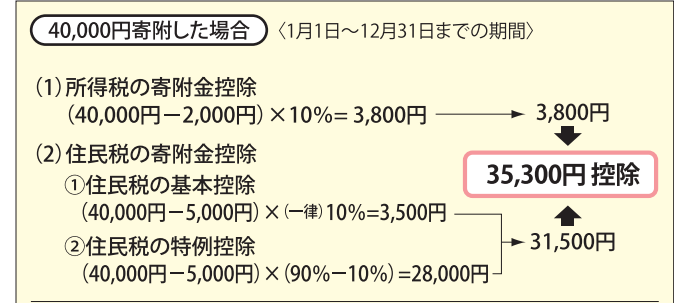 40,000円寄附した場合 〈1月1日～12月31日までの期間〉
(1)所得税の寄附金控除
(40,000円－2,000円)×10%=3,800円 3,800円
(2)住民税の寄附金控除
35,300円 控除
①住民税の基本控除
(40,000円－5,000円)×(一律)10%=3,500円
31,500円
②住民税の特例控除
(40,000円－5,000円)×(90%－10%)=28,000円